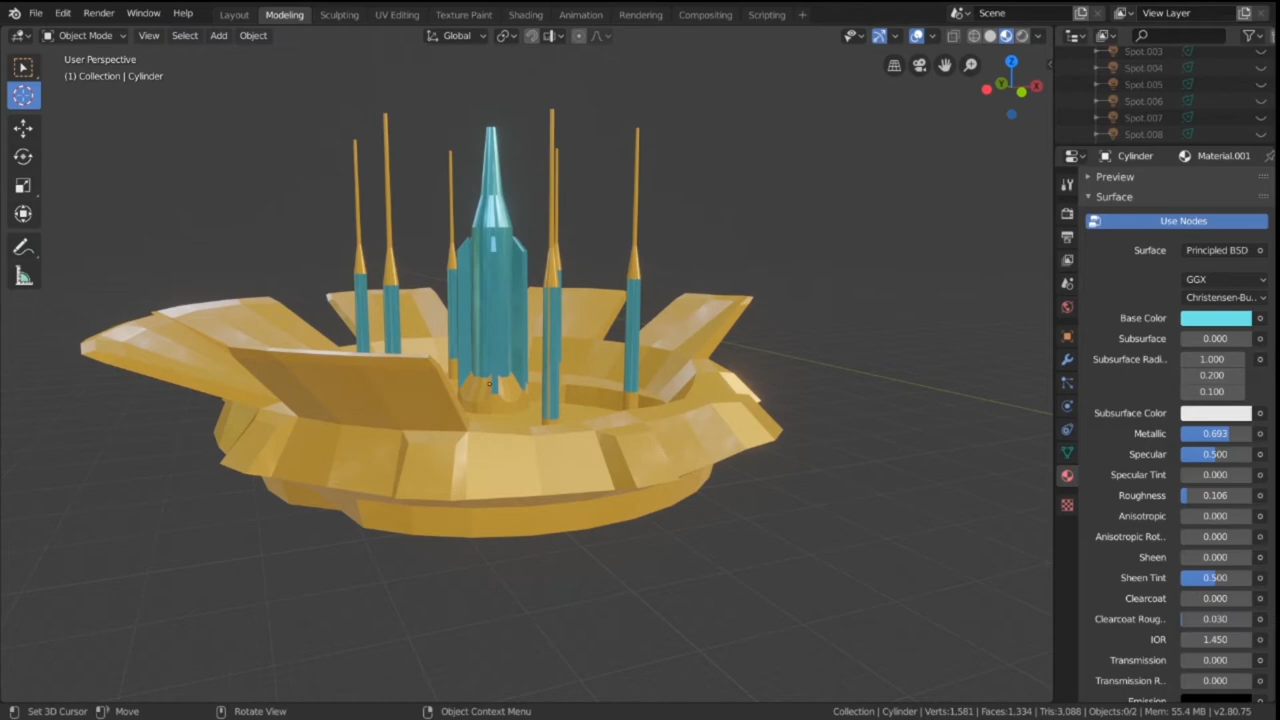 File Edit Render Window Help Layout Modeling Sculpting UV Editing Texture Paint Shading Animation Rendering Compositing Scripting + Scene View Layer
Object Mode View Select Add Object Global
User Perspective
(1) Collection | Cylinder
Z
Y
X
Spot.003
Spot.004
Spot.005
Spot.006
Spot.007
Spot.008
Cylinder Material.001
Preview
Surface
Use Nodes
Surface Principled BSD
GGX
Christensen-Bu..
Base Color
Subsurface 0.000
Subsurface Radi.. 1.000
0.200
0.100
Subsurface Color
Metallic 0.693
Specular 0.500
Specular Tint 0.000
Roughness 0.106
Anisotropic 0.000
Anisotropic Rot.. 0.000
Sheen 0.000
Sheen Tint 0.500
Clearcoat 0.000
Clearcoat Roug.. 0.030
IOR 1.450
Transmission 0.000
Transmission R.. 0.000
Emission
Set 3D Cursor Move Rotate View Object Context Menu Collection | Cylinder | Verts:1,581 | Faces:1,334 | Tris:3,088 | Objects:0/2 | Mem: 55.4 MB | v2.80.75